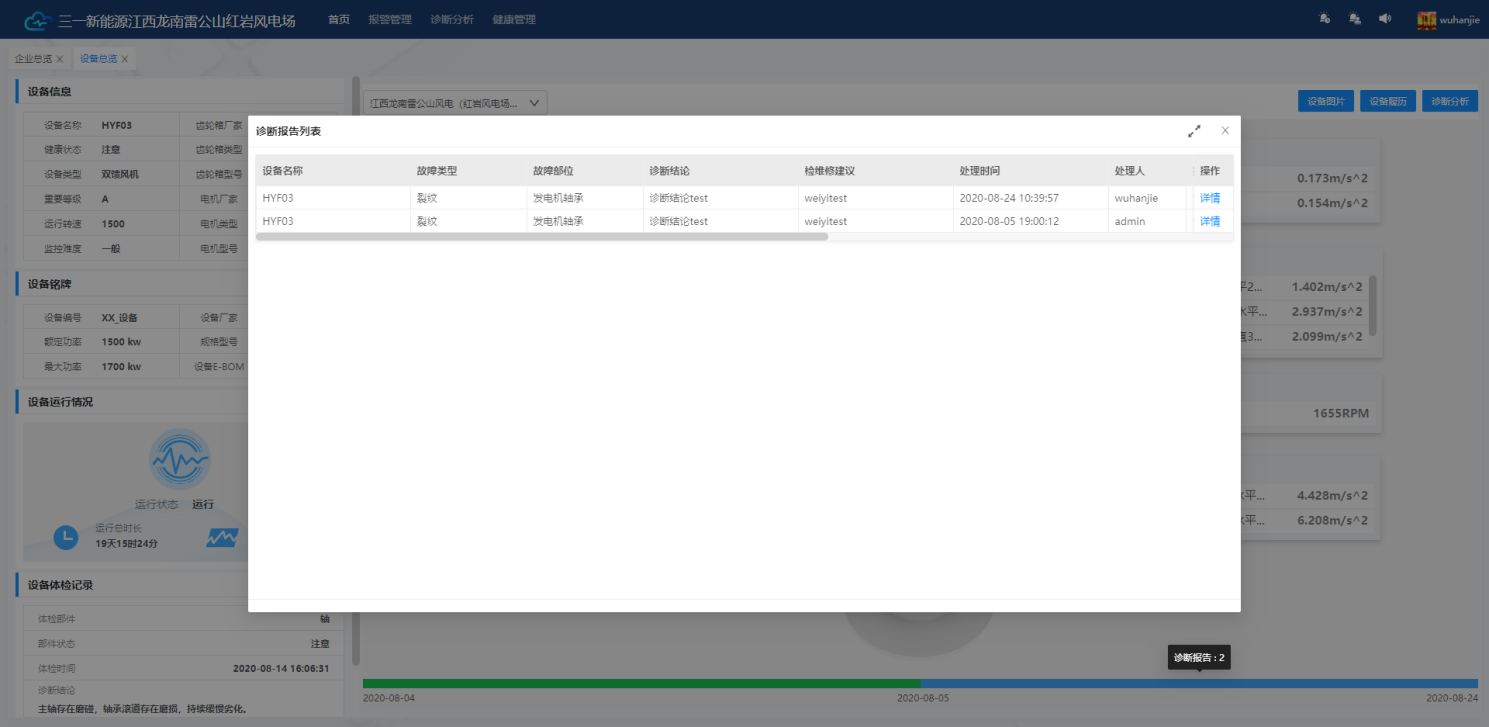 三一新能源江西龙南雷公山红岩风电场 首页 报警管理 诊断分析 健康管理 wuhanjie
企业总览 × 设备总览 ×
设备信息
设备名称 HYF03 齿轮箱厂家
健康状态 注意 齿轮箱类型
设备类型 双馈风机 齿轮箱型号
重要等级 A 电机厂家
运行转速 1500 电机类型
监控难度 一般 电机型号
设备铭牌
设备编号 XX_设备 设备厂家
额定功率 1500 kw 规格型号
最大功率 1700 kw 设备E-BOM
设备运行情况
运行状态 运行
运行总时长
19天15时24分
设备体检记录
体检部件 轴
部件状态 注意
体检时间 2020-08-14 16:06:31
诊断结论
主轴存在磨碰，轴承滚道存在磨损，持续缓慢劣化。
江西龙南雷公山风电（红岩风电场...
设备图片 设备履历 诊断分析
诊断报告列表
设备名称 故障类型 故障部位 诊断结论 检维修建议 处理时间 处理人 操作
HYF03 裂纹 发电机轴承 诊断结论test weiyitest 2020-08-24 10:39:57 wuhanjie 详情
HYF03 裂纹 发电机轴承 诊断结论test weiyitest 2020-08-05 19:00:12 admin 详情
0.173m/s^2
0.154m/s^2
平2... 1.402m/s^2
水平... 2.937m/s^2
直3... 2.099m/s^2
1655RPM
水平... 4.428m/s^2
水平... 6.208m/s^2
诊断报告 : 2
2020-08-04 2020-08-05 2020-08-24